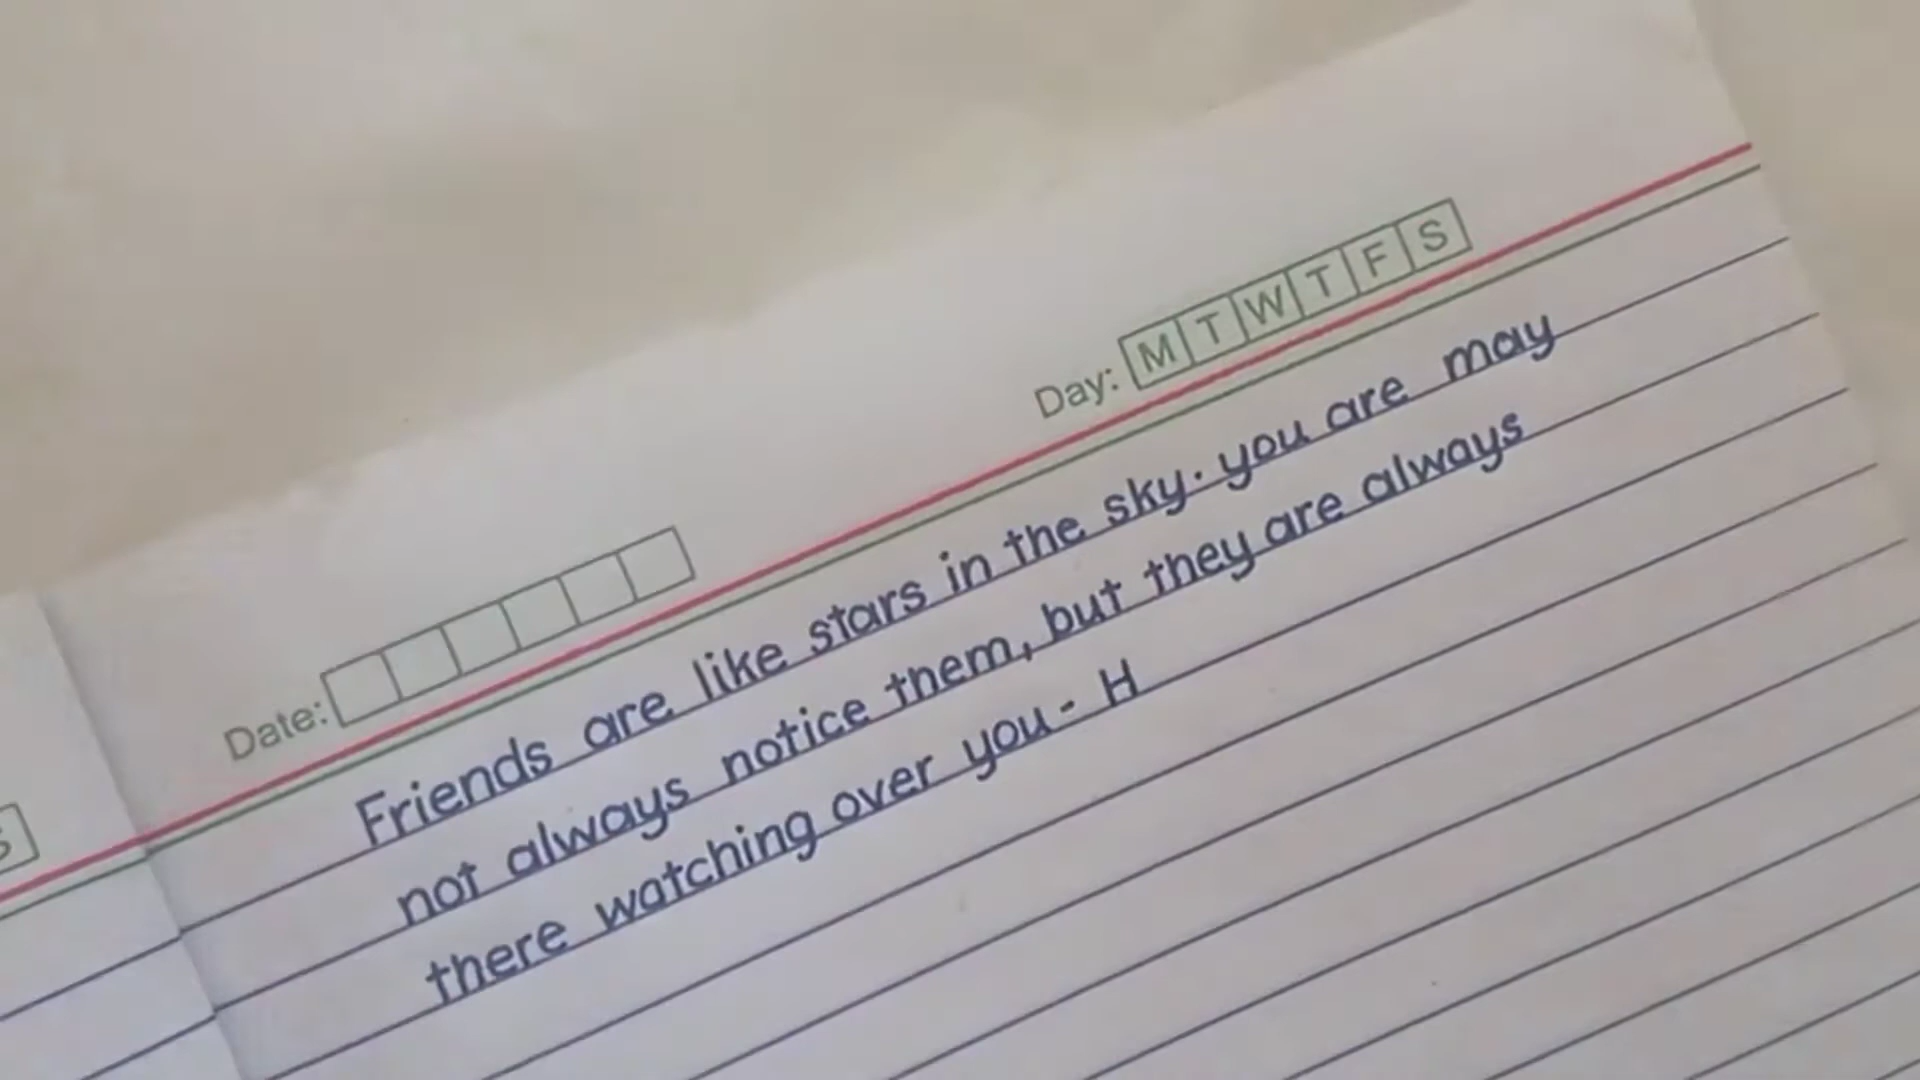 Day: M T W T F S
Date:
Friends are like stars in the sky. you are may
not always notice them, but they are always
there watching over you - H
S